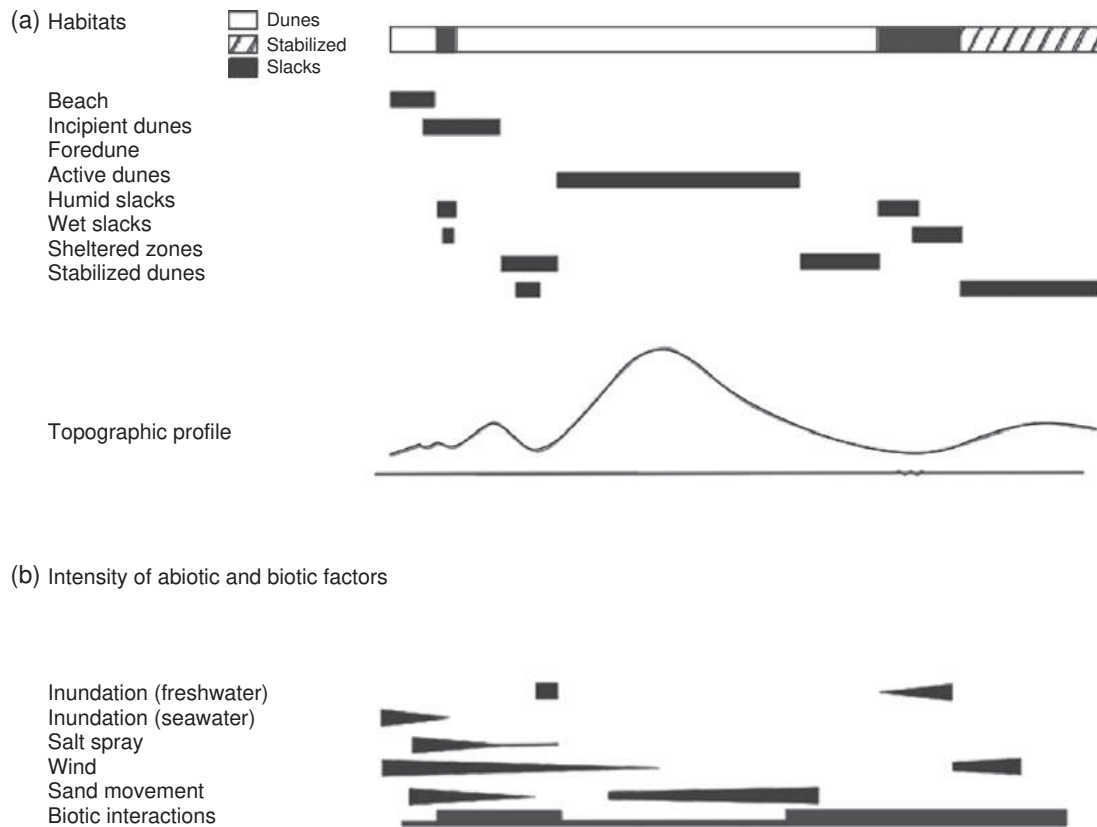 (a) Habitats
Dunes
Stabilized
Slacks
Beach
Incipient dunes
Foredune
Active dunes
Humid slacks
Wet slacks
Sheltered zones
Stabilized dunes
Topographic profile
(b) Intensity of abiotic and biotic factors
Inundation (freshwater)
Inundation (seawater)
Salt spray
Wind
Sand movement
Biotic interactions